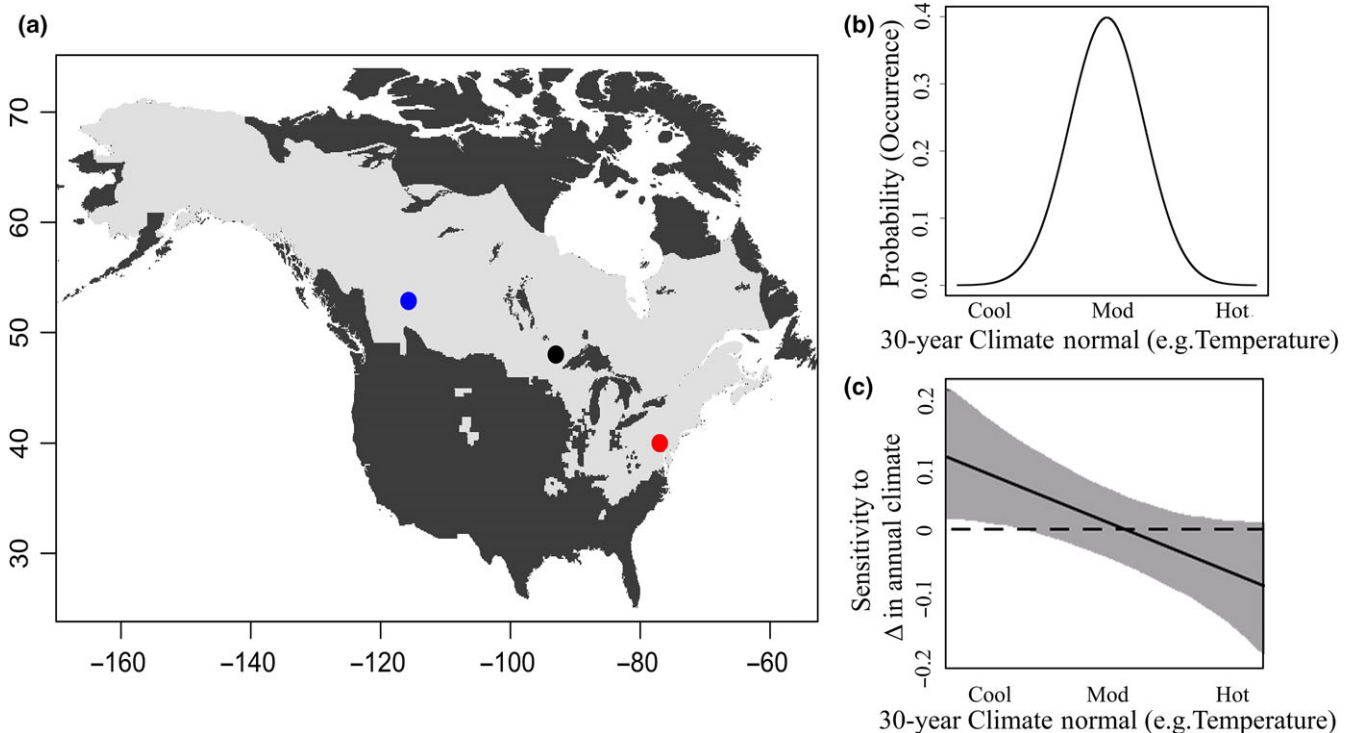 (a)
70
60
50
40
30
−160 −140 −120 −100 −80 −60
(b)
Probability (Occurrence)
0.4
0.3
0.2
0.1
0.0
Cool Mod Hot.
30-year Climate normal (e.g.Temperature)
(c)
Sensitivity to
Δ in annual climate
0.2
0.1
0
−0.1
−0.2
Cool Mod Hot
30-year Climate normal (e.g.Temperature)